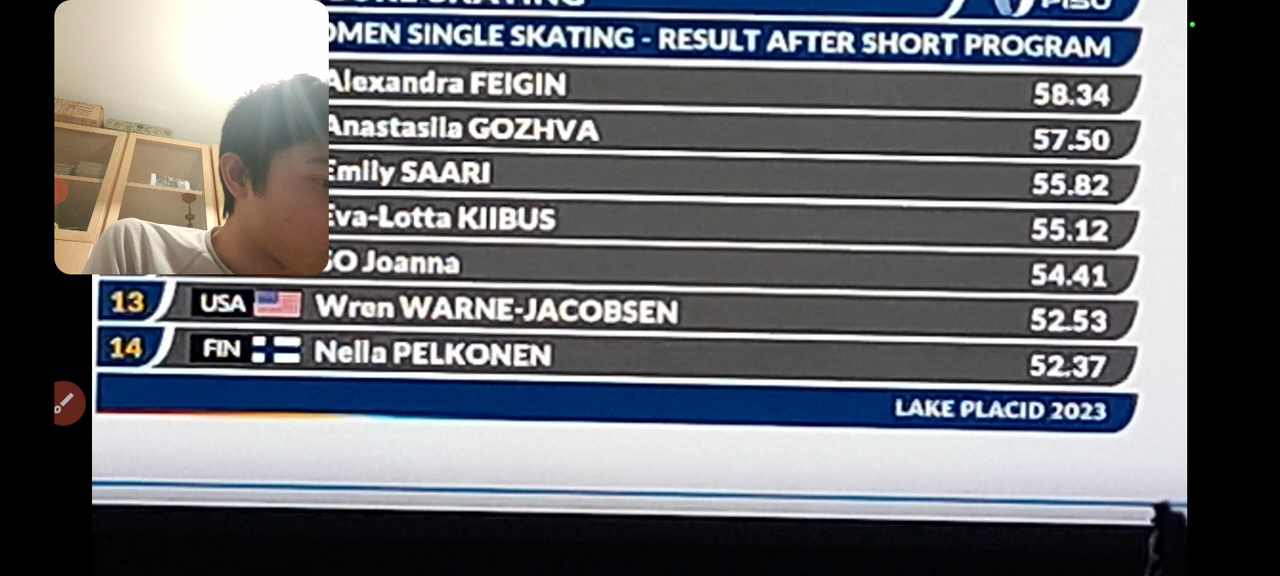 OMEN SINGLE SKATING - RESULT AFTER SHORT PROGRAM
Alexandra FEIGIN 58.34
Anastasiia GOZHVA 57.50
Emily SAARI 55.82
Eva-Lotta KIIBUS 55.12
SO Joanna 54.41
13 USA Wren WARNE-JACOBSEN 52.53
14 FIN Nella PELKONEN 52.37
LAKE PLACID 2023